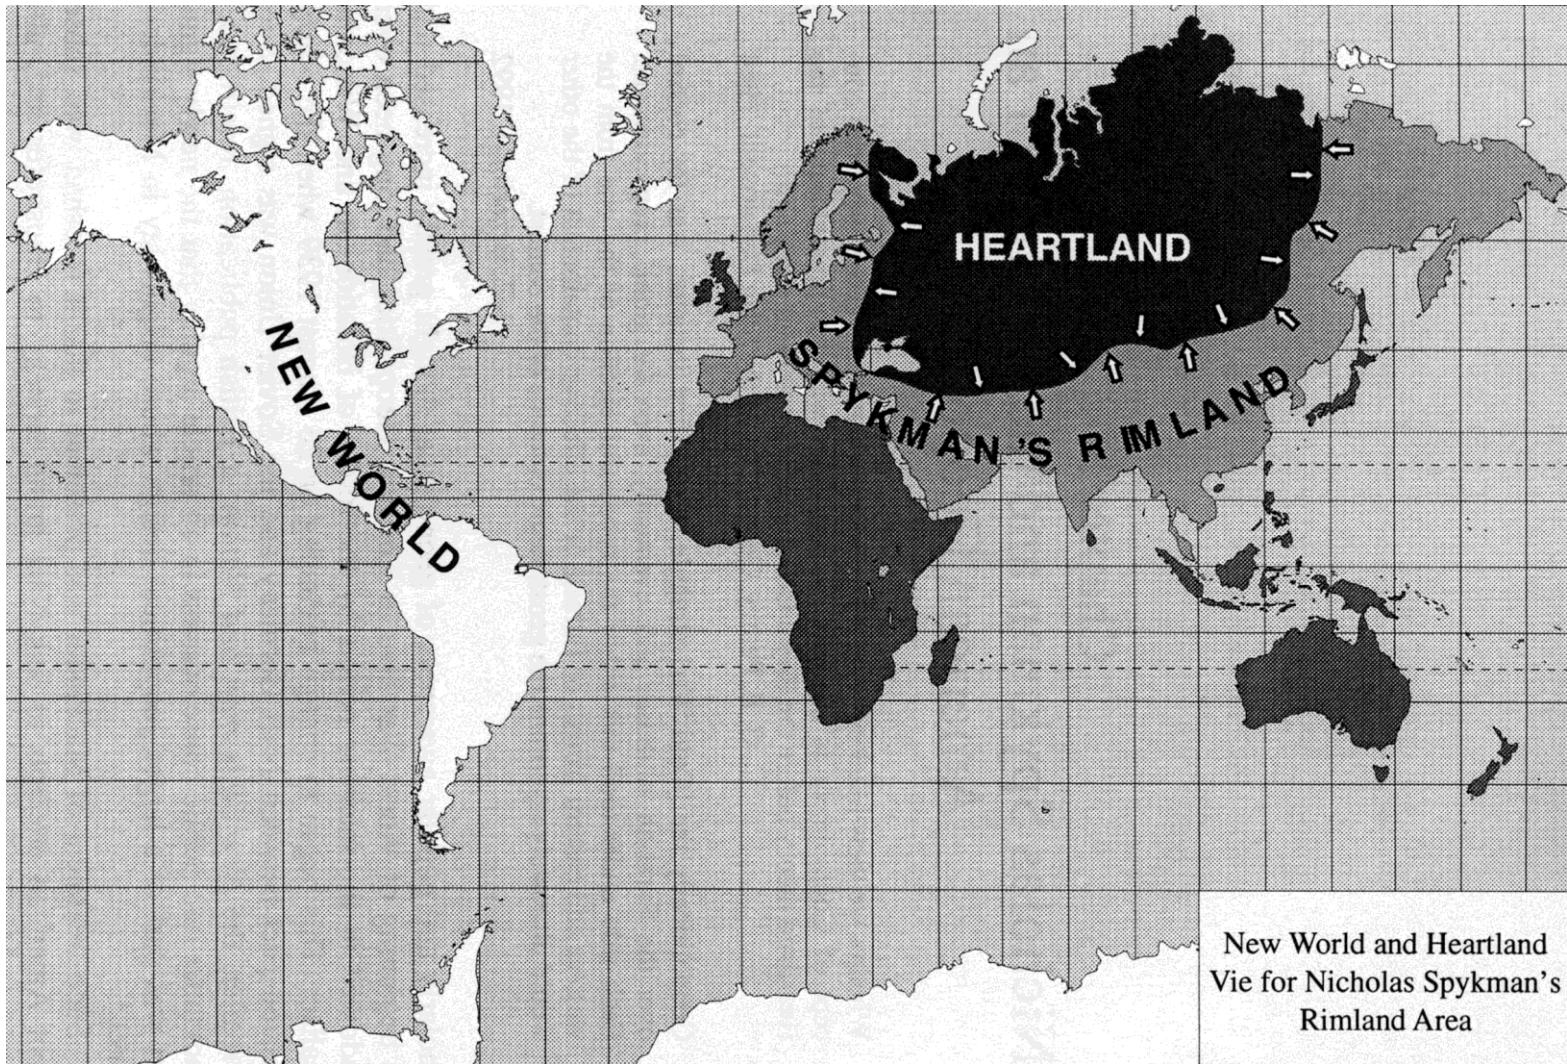 HEARTLAND
NEW WORLD
SPYKMAN'S RIMLAND
New World and Heartland
Vie for Nicholas Spykman's
Rimland Area